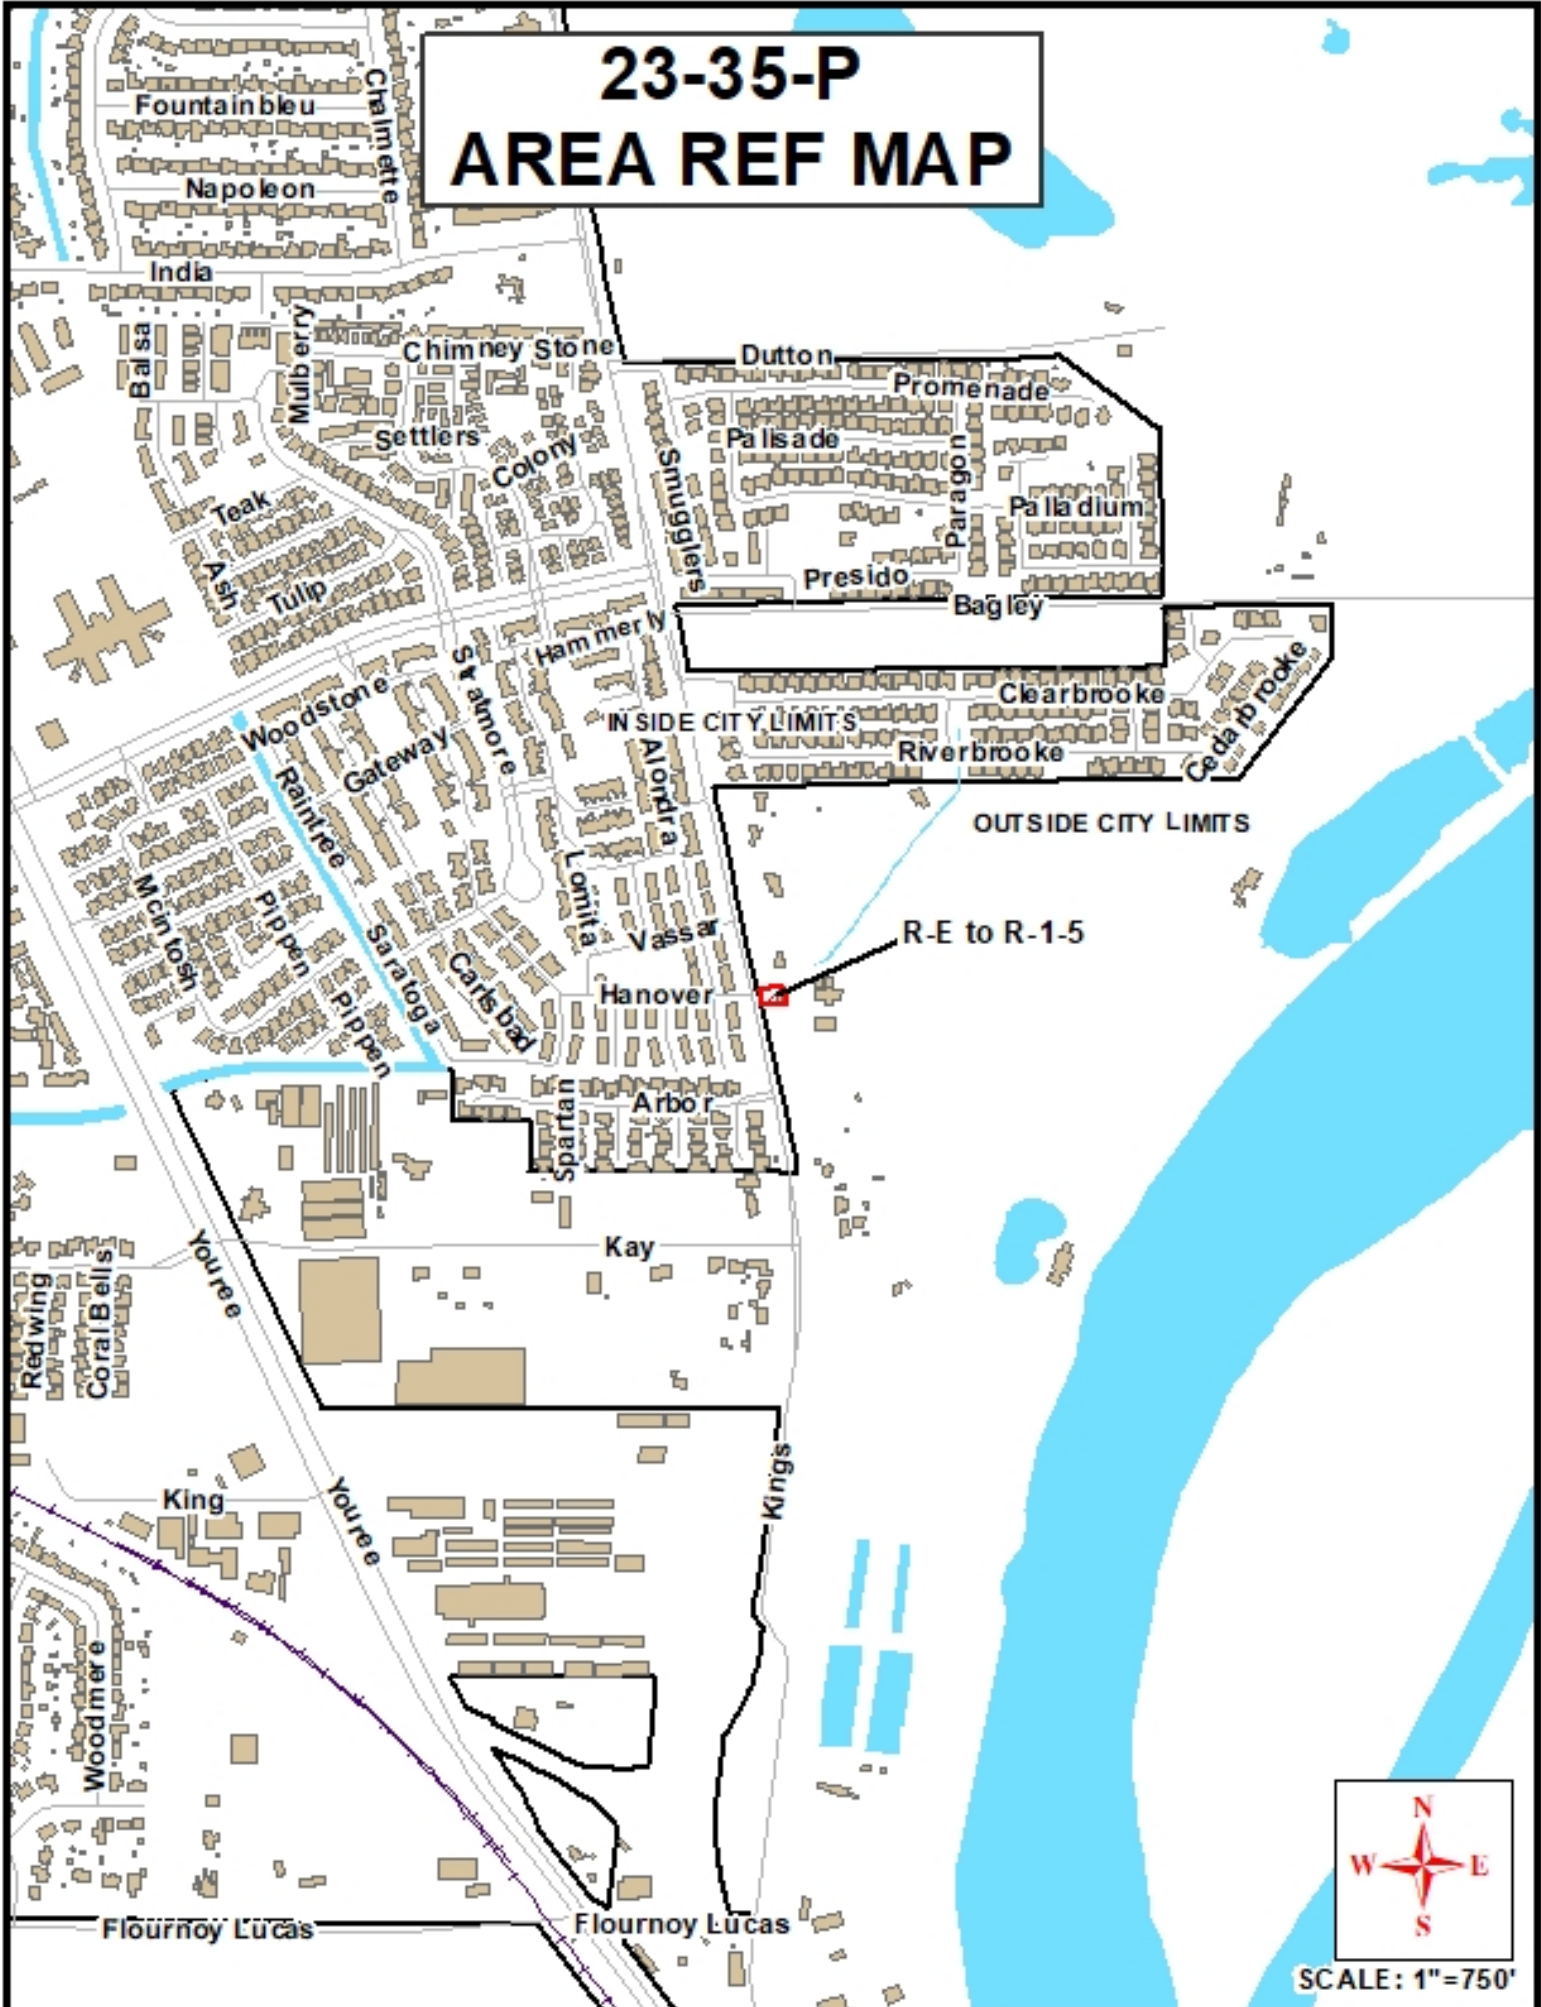 23-35-P
AREA REF MAP
Chalmette
Fountainbleu
Napoleon
India
Balsa
Mulberry
Chimney Stone
Dutton
Promenade
Settlers
Colony
Smugglers
Palisade
Paragon
Palladium
Teak
Ash
Tulip
Presido
Bagley
Hammerly
Stratmore
Woodstone
Gateway
Raintree
INSIDE CITY LIMITS
Alondra
Clearbrooke
Cedarbrooke
Riverbrooke
OUTSIDE CITY LIMITS
Mcintosh
Pippen
Saratoga
Lomita
Vassar
R-E to R-1-5
Carlsbad
Hanover
Pippen
Spartan
Arbor
Youree
Kay
Redwing
Coral Bells
Kings
King
Youree
Woodmere
Flournoy Lucas
Flournoy Lucas
N
W
E
S
SCALE: 1"=750'